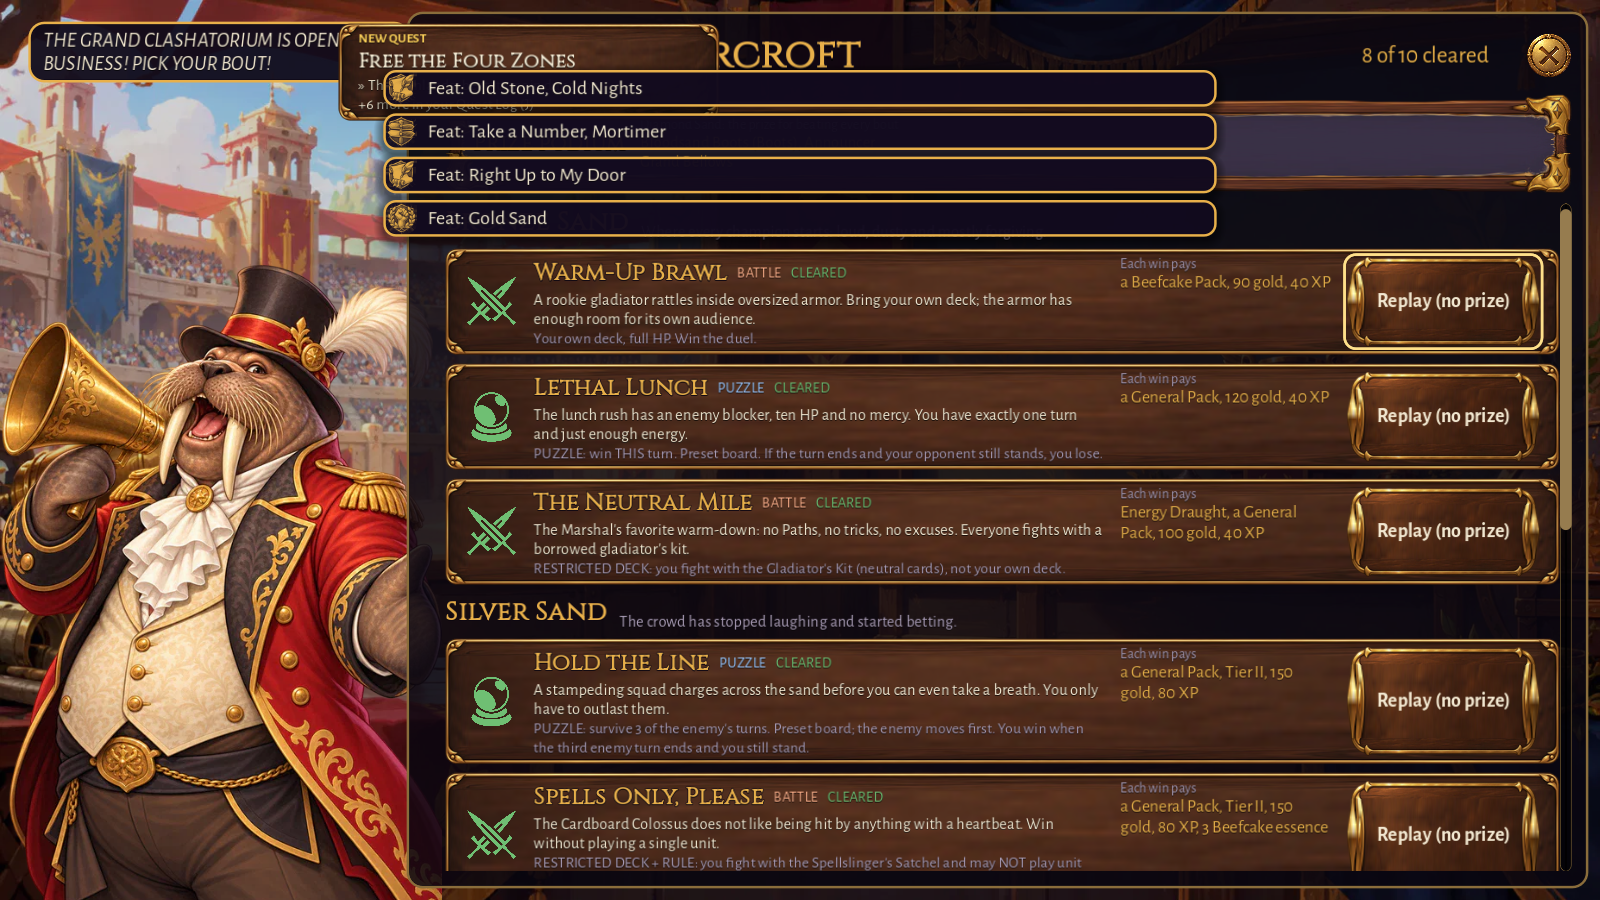 THE GRAND CLASHATORIUM IS OPEN
BUSINESS! PICK YOUR BOUT!
NEW QUEST
FREE THE FOUR ZONES
» Th
+6 more in your Quest Log (J)
RCROFT
8 of 10 cleared
Feat: Old Stone, Cold Nights
Feat: Take a Number, Mortimer
Feat: Right Up to My Door
Feat: Gold Sand
WARM-UP BRAWL BATTLE CLEARED
A rookie gladiator rattles inside oversized armor. Bring your own deck; the armor has
enough room for its own audience.
Your own deck, full HP. Win the duel.
Each win pays
a Beefcake Pack, 90 gold, 40 XP
Replay (no prize)
LETHAL LUNCH PUZZLE CLEARED
The lunch rush has an enemy blocker, ten HP and no mercy. You have exactly one turn
and just enough energy.
PUZZLE: win THIS turn. Preset board. If the turn ends and your opponent still stands, you lose.
Each win pays
a General Pack, 120 gold, 40 XP
Replay (no prize)
THE NEUTRAL MILE BATTLE CLEARED
The Marshal's favorite warm-down: no Paths, no tricks, no excuses. Everyone fights with a
borrowed gladiator's kit.
RESTRICTED DECK: you fight with the Gladiator's Kit (neutral cards), not your own deck.
Each win pays
Energy Draught, a General
Pack, 100 gold, 40 XP
Replay (no prize)
SILVER SAND The crowd has stopped laughing and started betting.
HOLD THE LINE PUZZLE CLEARED
A stampeding squad charges across the sand before you can even take a breath. You only
have to outlast them.
PUZZLE: survive 3 of the enemy's turns. Preset board; the enemy moves first. You win when
the third enemy turn ends and you still stand.
Each win pays
a General Pack, Tier II, 150
gold, 80 XP
Replay (no prize)
SPELLS ONLY, PLEASE BATTLE CLEARED
The Cardboard Colossus does not like being hit by anything with a heartbeat. Win
without playing a single unit.
RESTRICTED DECK + RULE: you fight with the Spellslinger's Satchel and may NOT play unit
Each win pays
a General Pack, Tier II, 150
gold, 80 XP, 3 Beefcake essence
Replay (no prize)